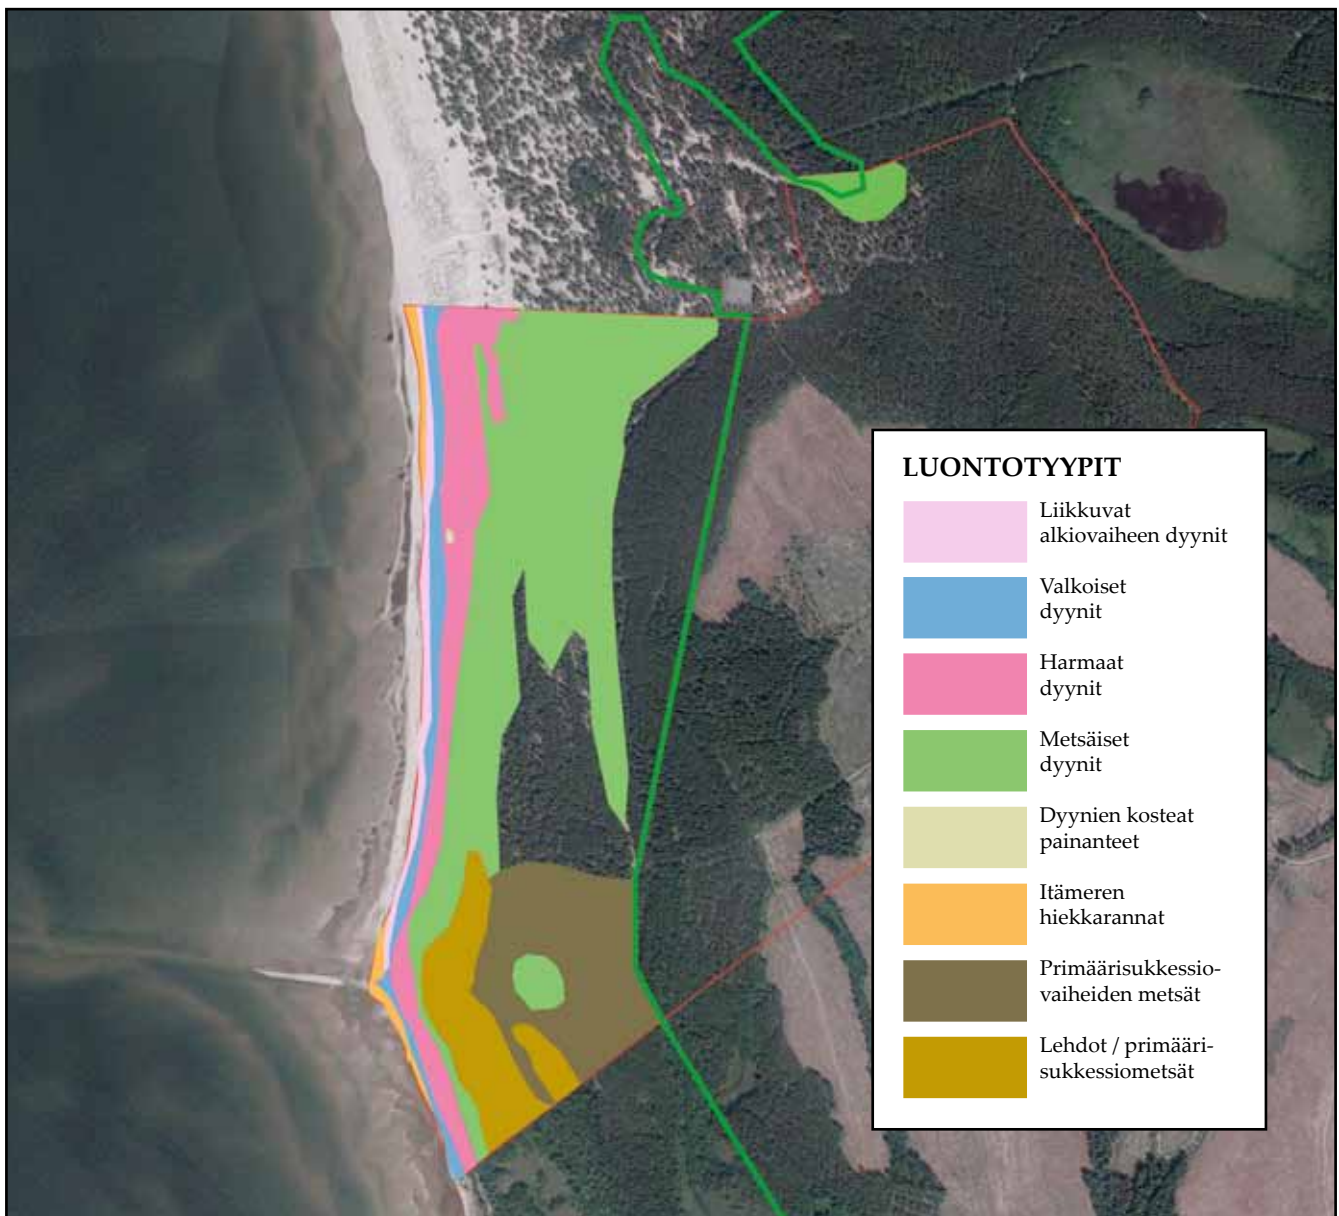 LUONTOTYYPIT
Liikkuvat
alkiovaiheen dyynit
Valkoiset
dyynit
Harmaat
dyynit
Metsäiset
dyynit
Dyynien kosteat
painanteet
Itämeren
hiekkarannat
Primäärisukkessio-
vaiheiden metsät
Lehdot / primääri-
sukkessiometsät